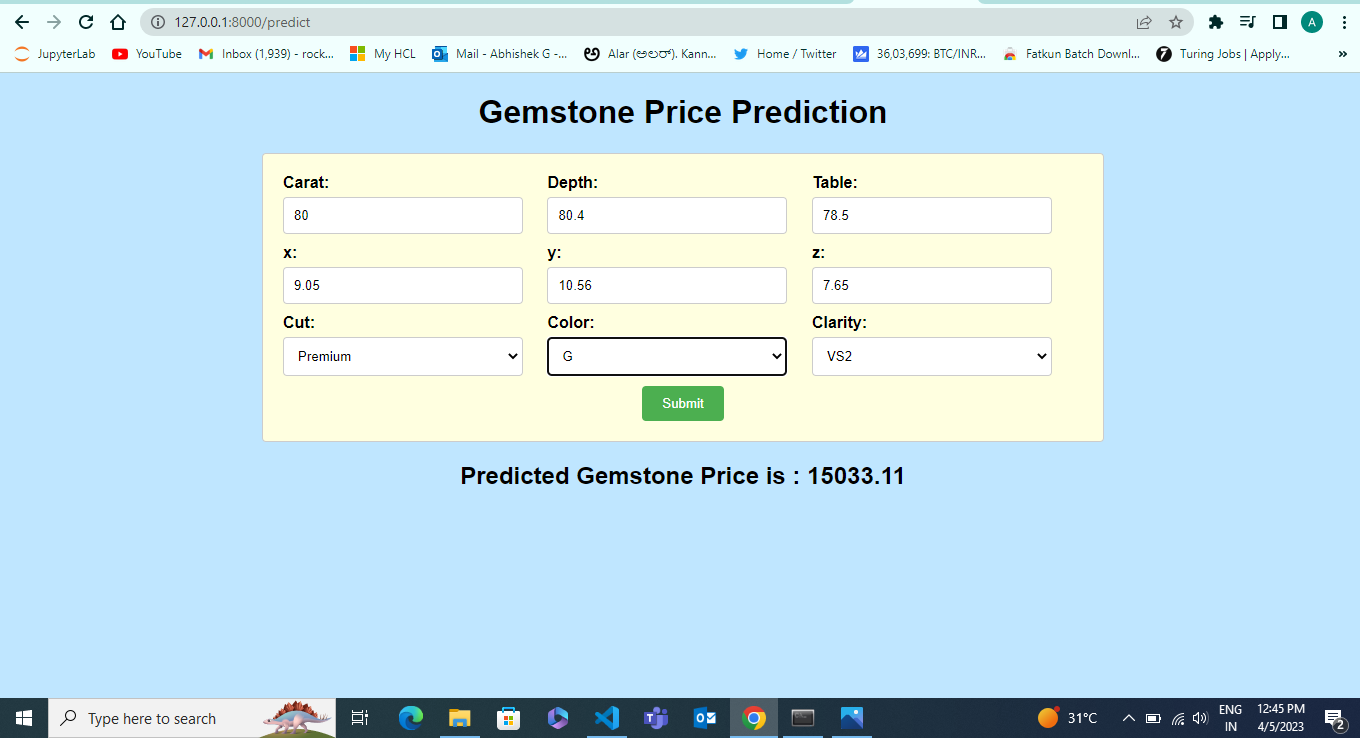 127.0.0.1:8000/predict
A
JupyterLab YouTube Inbox (1,939) - rock... My HCL Mail - Abhishek G -... Alar (ಅಲರ್). Kann... Home / Twitter 36,03,699: BTC/INR... Fatkun Batch Downl... Turing Jobs | Apply... »
Gemstone Price Prediction
Carat: Depth: Table:
80 80.4 78.5
x: y: z:
9.05 10.56 7.65
Cut: Color: Clarity:
Premium G VS2
Submit
Predicted Gemstone Price is : 15033.11
Type here to search 31°C ENG IN 12:45 PM 4/5/2023 2